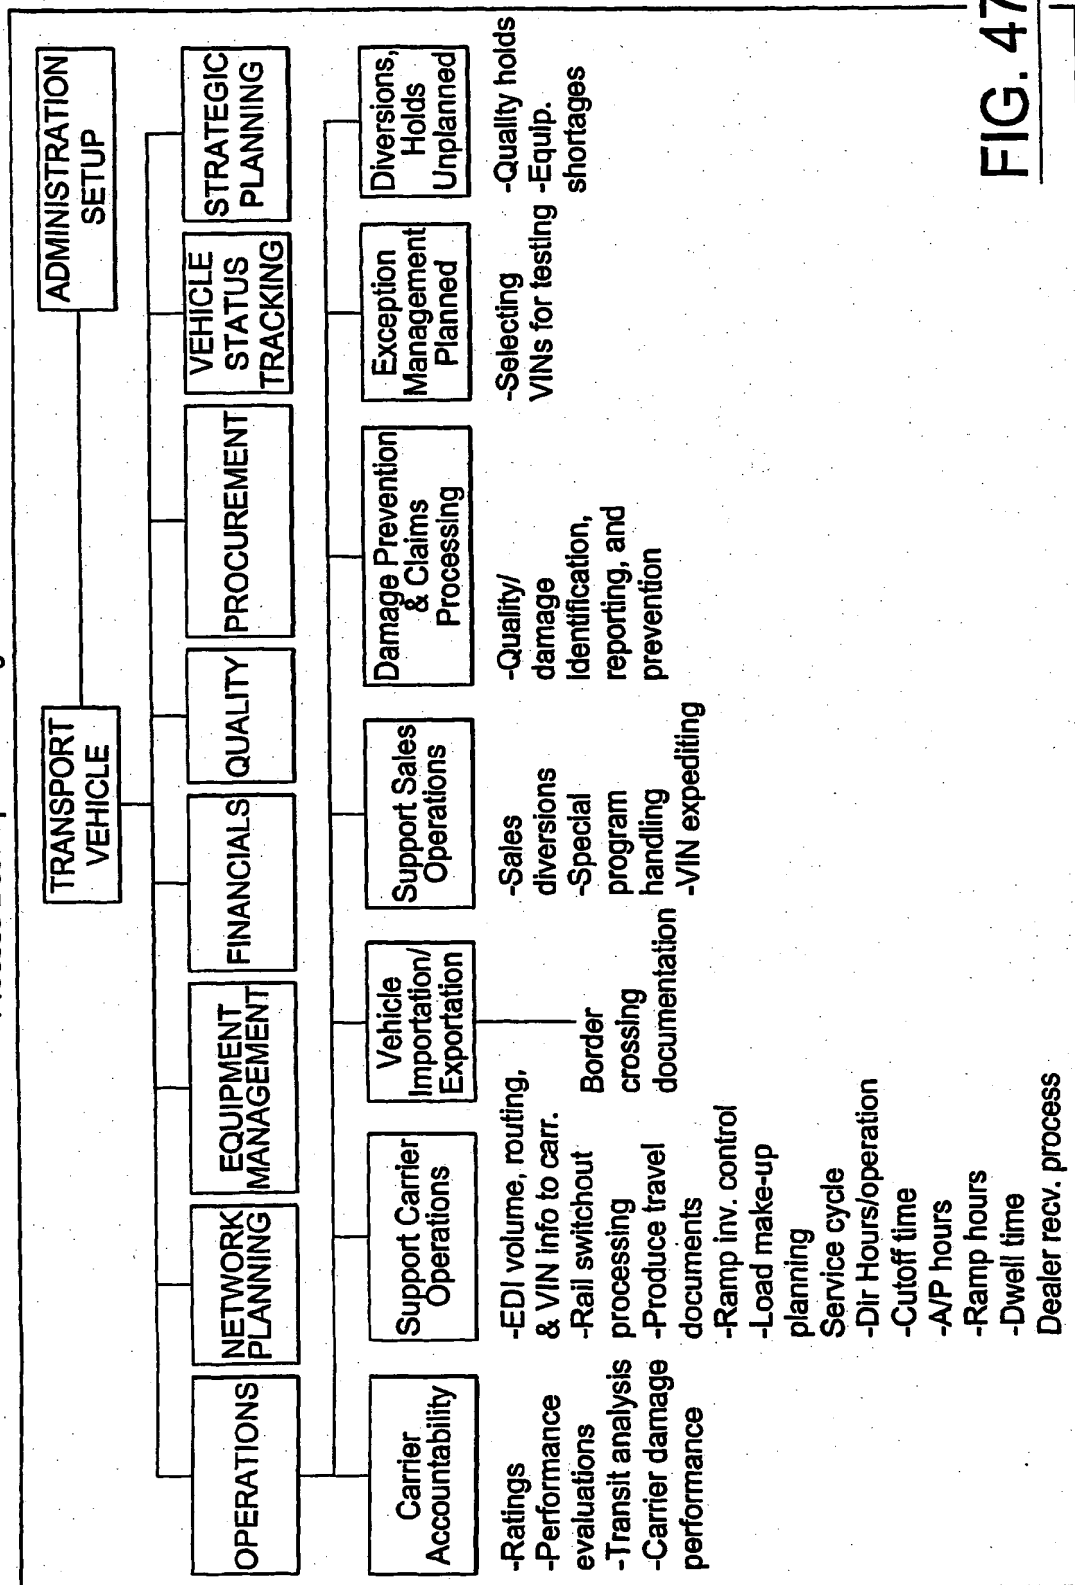 TRANSPORT
VEHICLE
ADMINISTRATION
SETUP
OPERATIONS
NETWORK
PLANNING
EQUIPMENT
MANAGEMENT
FINANCIALS
QUALITY
PROCUREMENT
VEHICLE
STATUS
TRACKING
STRATEGIC
PLANNING
Carrier
Accountability
-Ratings
-Performance
evaluations
-Transit analysis
-Carrier damage
performance
Support Carrier
Operations
-EDI volume, routing,
& VIN info to carr.
-Rail switchout
processing
-Produce travel
documents
-Ramp inv. control
-Load make-up
planning
Service cycle
-Dir Hours/operation
-Cutoff time
-A/P hours
-Ramp hours
-Dwell time
Dealer recv. process
Vehicle
Importation/
Exportation
Border
crossing
documentation
Support Sales
Operations
-Sales
diversions
-Special
program
handling
-VIN expediting
Damage Prevention
& Claims
Processing
-Quality/
damage
identification,
reporting, and
prevention
Exception
Management
Planned
-Selecting
VINs for testing
Diversions,
Holds
Unplanned
-Quality holds
-Equip.
shortages
FIG. 47